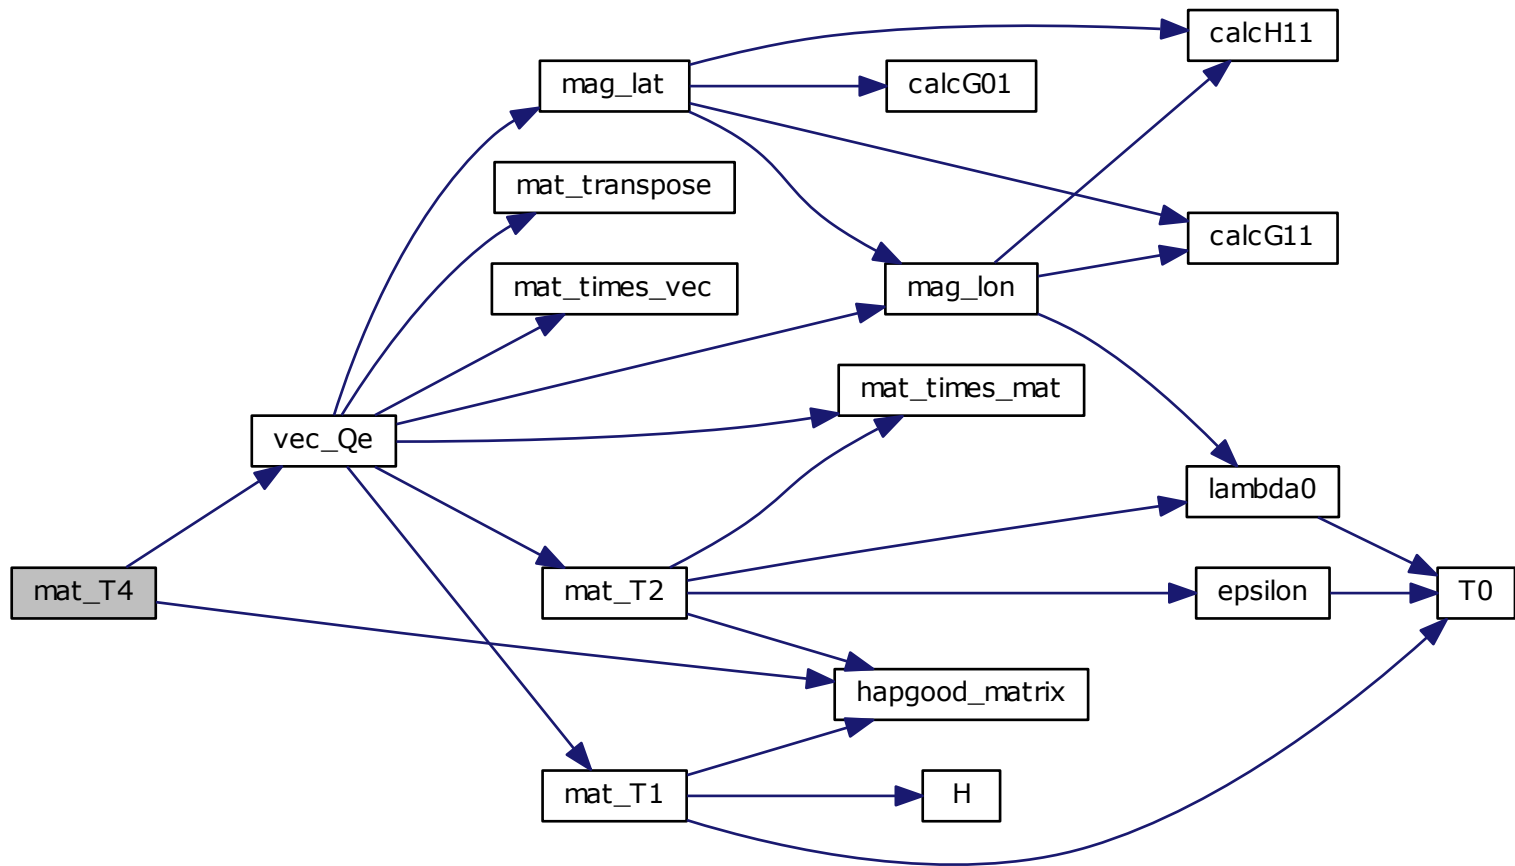 calcH11
mag_lat
calcG01
mat_transpose
calcG11
mat_times_vec
mag_lon
mat_times_mat
vec_Qe
lambda0
mat_T4
mat_T2
epsilon
T0
hapgood_matrix
mat_T1
H